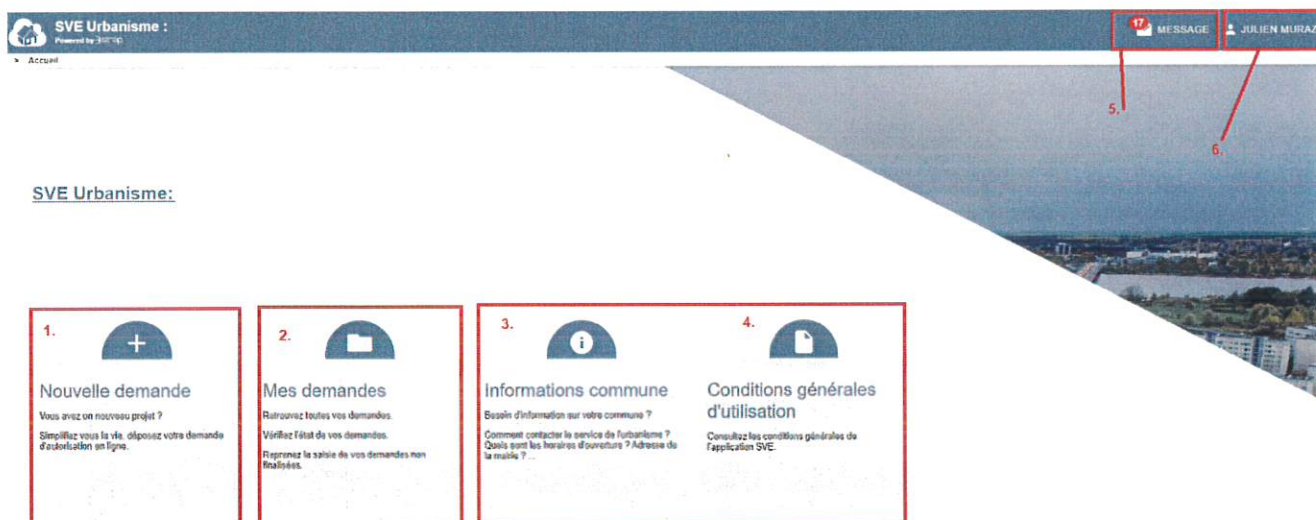 SVE Urbanisme :
Powered by
17 MESSAGE
JULIEN MURAZ
> Accueil
5.
6.
SVE Urbanisme:
1.
Nouvelle demande
Vous avez un nouveau projet ?
Simplifiez vous la vie, déposez votre demande
d'autorisation en ligne.
2.
Mes demandes
Retrouvez toutes vos demandes.
Vérifiez l'état de vos demandes.
Reprenez la saisie de vos demandes non
finalisées.
3.
Informations commune
Besoin d'information sur votre commune ?
Comment contacter le service de l'urbanisme ?
Quels sont les horaires d'ouverture ? Adresse de
la mairie ? ...
4.
Conditions générales
d'utilisation
Consultez les conditions générales de
l'application SVE.